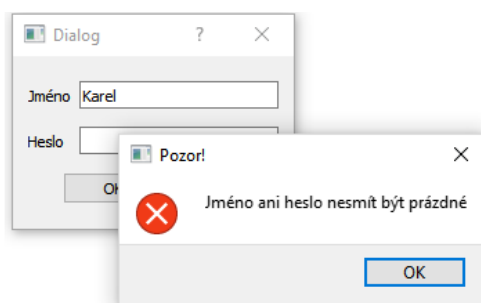 Dialog ?
Jméno Karel
Heslo
Pozor!
Jméno ani heslo nesmít být prázdné
OK